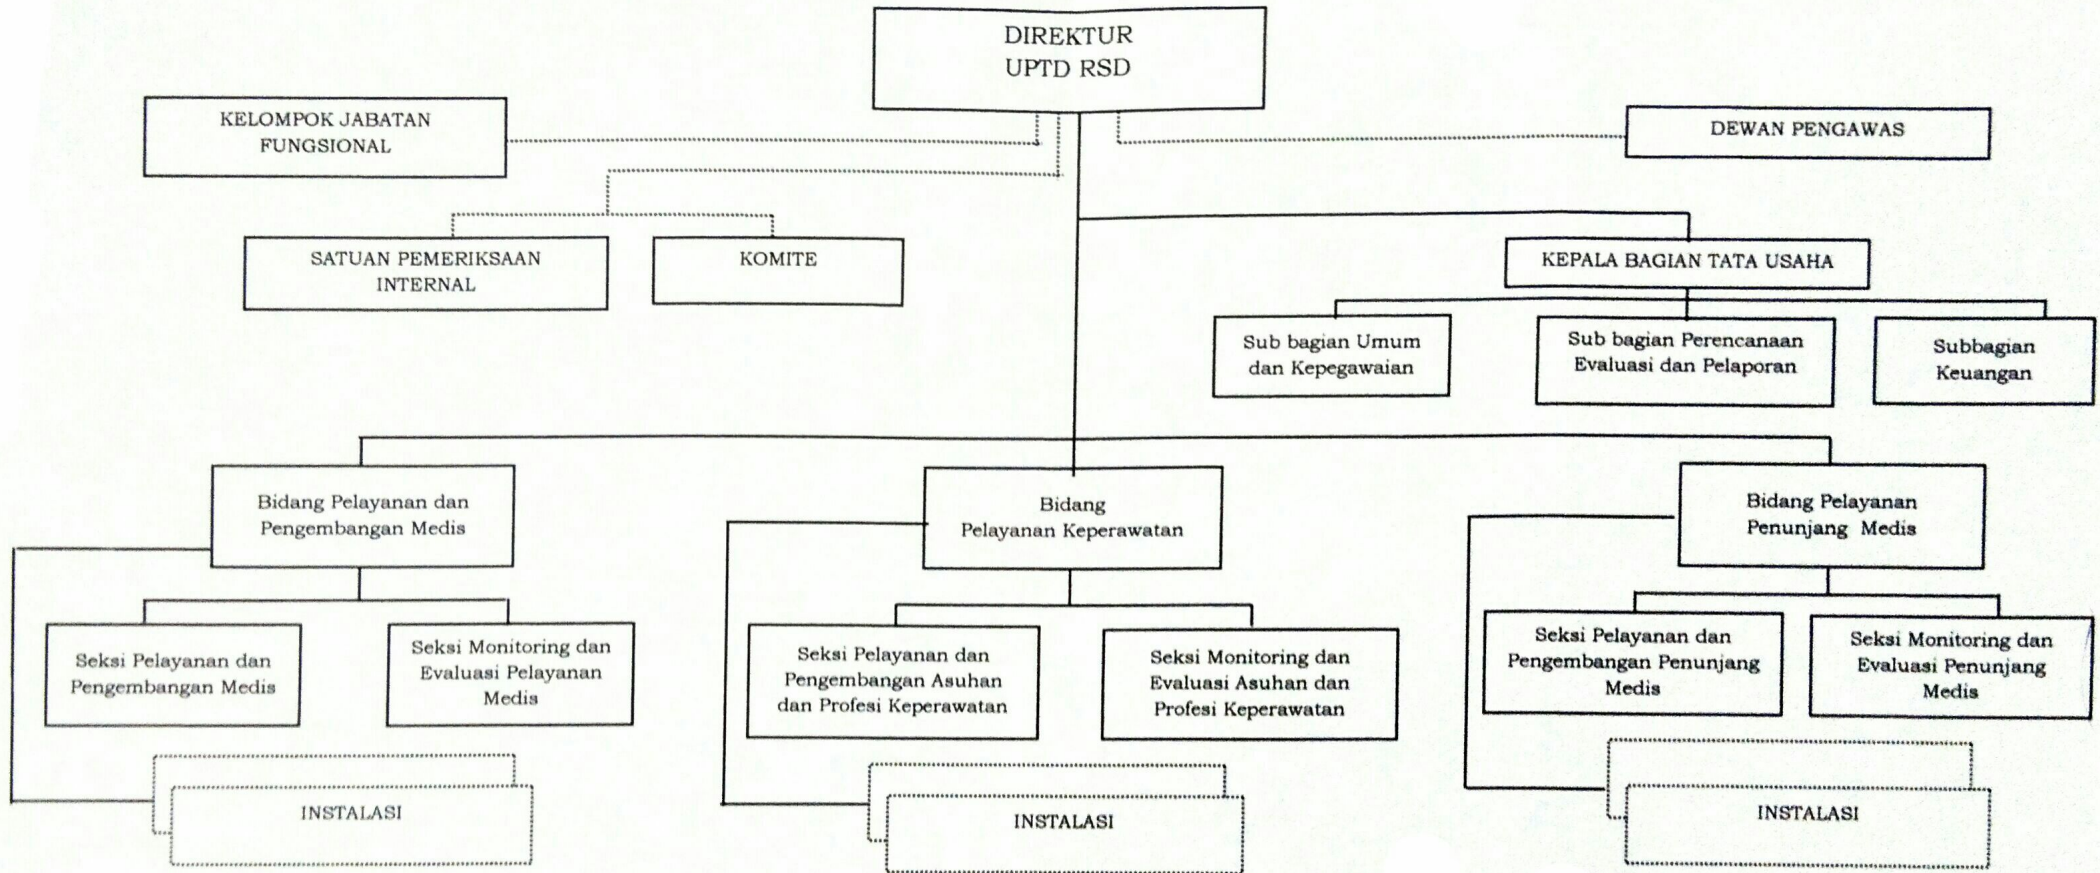 DIREKTUR
UPTD RSD
KELOMPOK JABATAN
FUNGSIONAL
DEWAN PENGAWAS
SATUAN PEMERIKSAAN
INTERNAL
KOMITE
KEPALA BAGIAN TATA USAHA
Sub bagian Umum
dan Kepegawaian
Sub bagian Perencanaan
Evaluasi dan Pelaporan
Subbagian
Keuangan
Bidang Pelayanan dan
Pengembangan Medis
Bidang
Pelayanan Keperawatan
Bidang Pelayanan
Penunjang Medis
Seksi Pelayanan dan
Pengembangan Medis
Seksi Monitoring dan
Evaluasi Pelayanan
Medis
Seksi Pelayanan dan
Pengembangan Asuhan
dan Profesi Keperawatan
Seksi Monitoring dan
Evaluasi Asuhan dan
Profesi Keperawatan
Seksi Pelayanan dan
Pengembangan Penunjang
Medis
Seksi Monitoring dan
Evaluasi Penunjang
Medis
INSTALASI
INSTALASI
INSTALASI